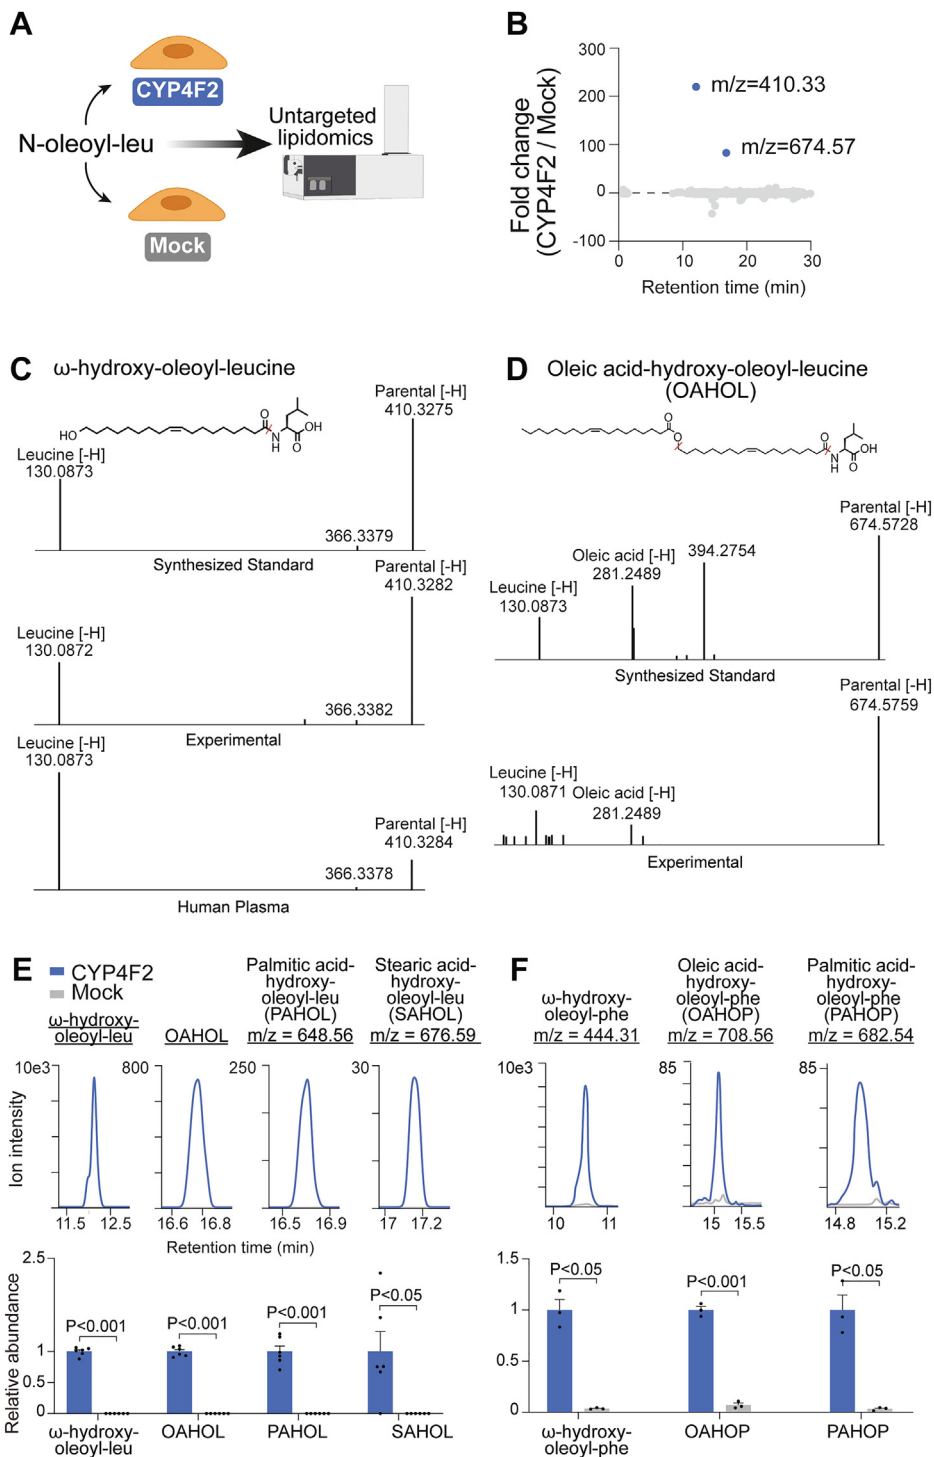 A
CYP4F2
N-oleoyl-leu
Untargeted
lipidomics
Mock
B
Fold change
(CYP4F2 / Mock)
300
200
100
0
-100
m/z=410.33
m/z=674.57
0
10
20
30
Retention time (min)
C
ω-hydroxy-oleoyl-leucine
Parental [-H]
410.3275
HO
O
N
H
OH
O
Leucine [-H]
130.0873
366.3379
Synthesized Standard
Parental [-H]
410.3282
Leucine [-H]
130.0872
366.3382
Experimental
Leucine [-H]
130.0873
Parental [-H]
410.3284
366.3378
Human Plasma
D
Oleic acid-hydroxy-oleoyl-leucine
(OAHOL)
O
O
O
N
H
OH
O
Parental [-H]
674.5728
Oleic acid [-H]
281.2489
394.2754
Leucine [-H]
130.0873
Synthesized Standard
Parental [-H]
674.5759
Leucine [-H]
130.0871
Oleic acid [-H]
281.2489
Experimental
E
CYP4F2
Mock
ω-hydroxy-
oleoyl-leu
OAHOL
Palmitic acid-
hydroxy-
oleoyl-leu
(PAHOL)
m/z = 648.56
Stearic acid-
hydroxy-
oleoyl-leu
(SAHOL)
m/z = 676.59
Ion intensity
10e3
800
250
30
11.5 12.5
16.6 16.8
16.5 16.9
17 17.2
Retention time (min)
Relative abundance
2.5
1
0.5
0
P<0.001
P<0.001
P<0.001
P<0.05
ω-hydroxy-
oleoyl-leu
OAHOL
PAHOL
SAHOL
F
ω-hydroxy-
oleoyl-phe
m/z = 444.31
Oleic acid-
hydroxy-
oleoyl-phe
(OAHOP)
m/z = 708.56
Palmitic acid-
hydroxy-
oleoyl-phe
(PAHOP)
m/z = 682.54
10e3
85
85
10 11
15 15.5
14.8 15.2
1.5
1
0.5
0
P<0.05
P<0.001
P<0.05
ω-hydroxy-
oleoyl-phe
OAHOP
PAHOP